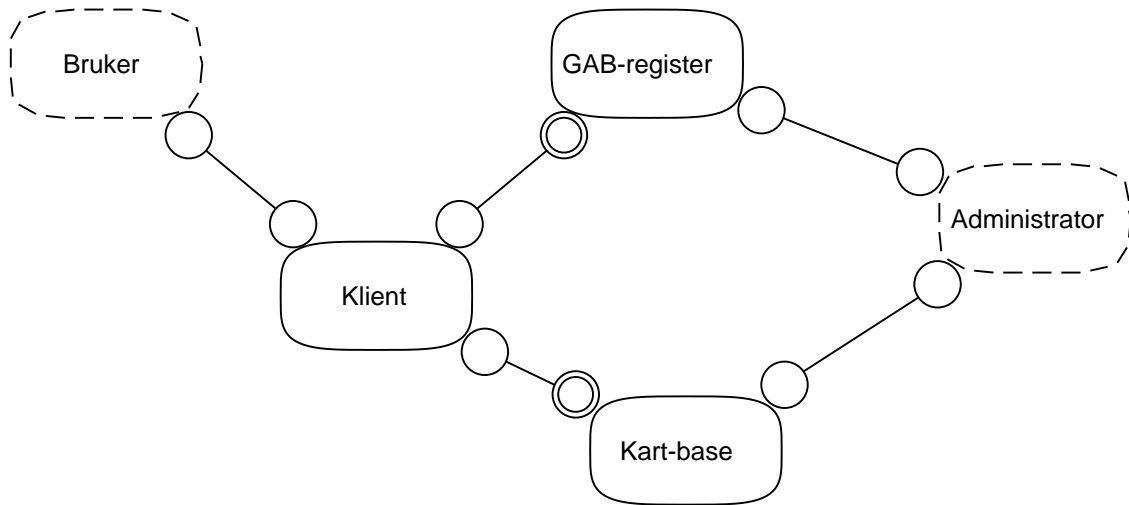 Bruker
GAB-register
Administrator
Klient
Kart-base